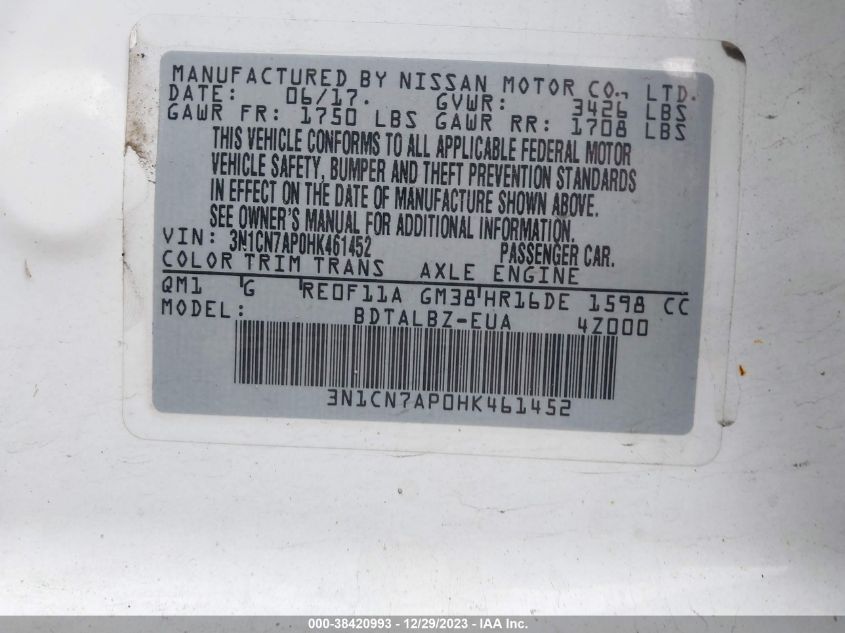 MANUFACTURED BY NISSAN MOTOR CO., LTD.
DATE: 06/17. GVWR: 3426 LBS
GAWR FR: 1750 LBS GAWR RR: 1708 LBS
THIS VEHICLE CONFORMS TO ALL APPLICABLE FEDERAL MOTOR
VEHICLE SAFETY, BUMPER AND THEFT PREVENTION STANDARDS
IN EFFECT ON THE DATE OF MANUFACTURE SHOWN ABOVE.
SEE OWNER'S MANUAL FOR ADDITIONAL INFORMATION.
VIN: 3N1CN7AP0HK461452 PASSENGER CAR.
COLOR TRIM TRANS AXLE ENGINE
QM1 G RE0F11A GM38 HR16DE 1598 CC
MODEL: BDTALBZ-EUA 4Z000
3N1CN7AP0HK461452
000-38420993 - 12/29/2023 - IAA Inc.